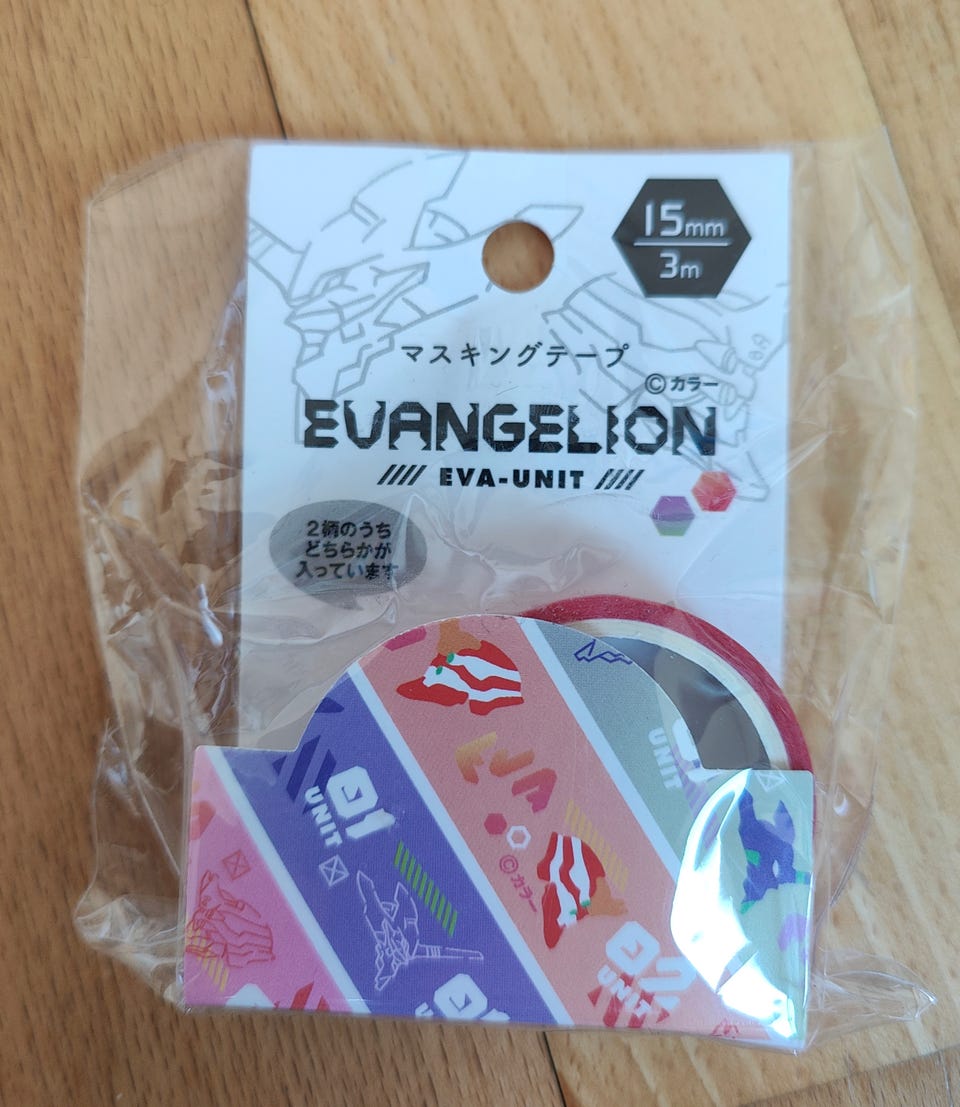 15mm
3m
マスキングテープ
©カラー
EVANGELION
//// EVA-UNIT ////
2柄のうち
どちらかが
入っています
01
UNIT
EVA
©カラー
02
UNIT
UNIT